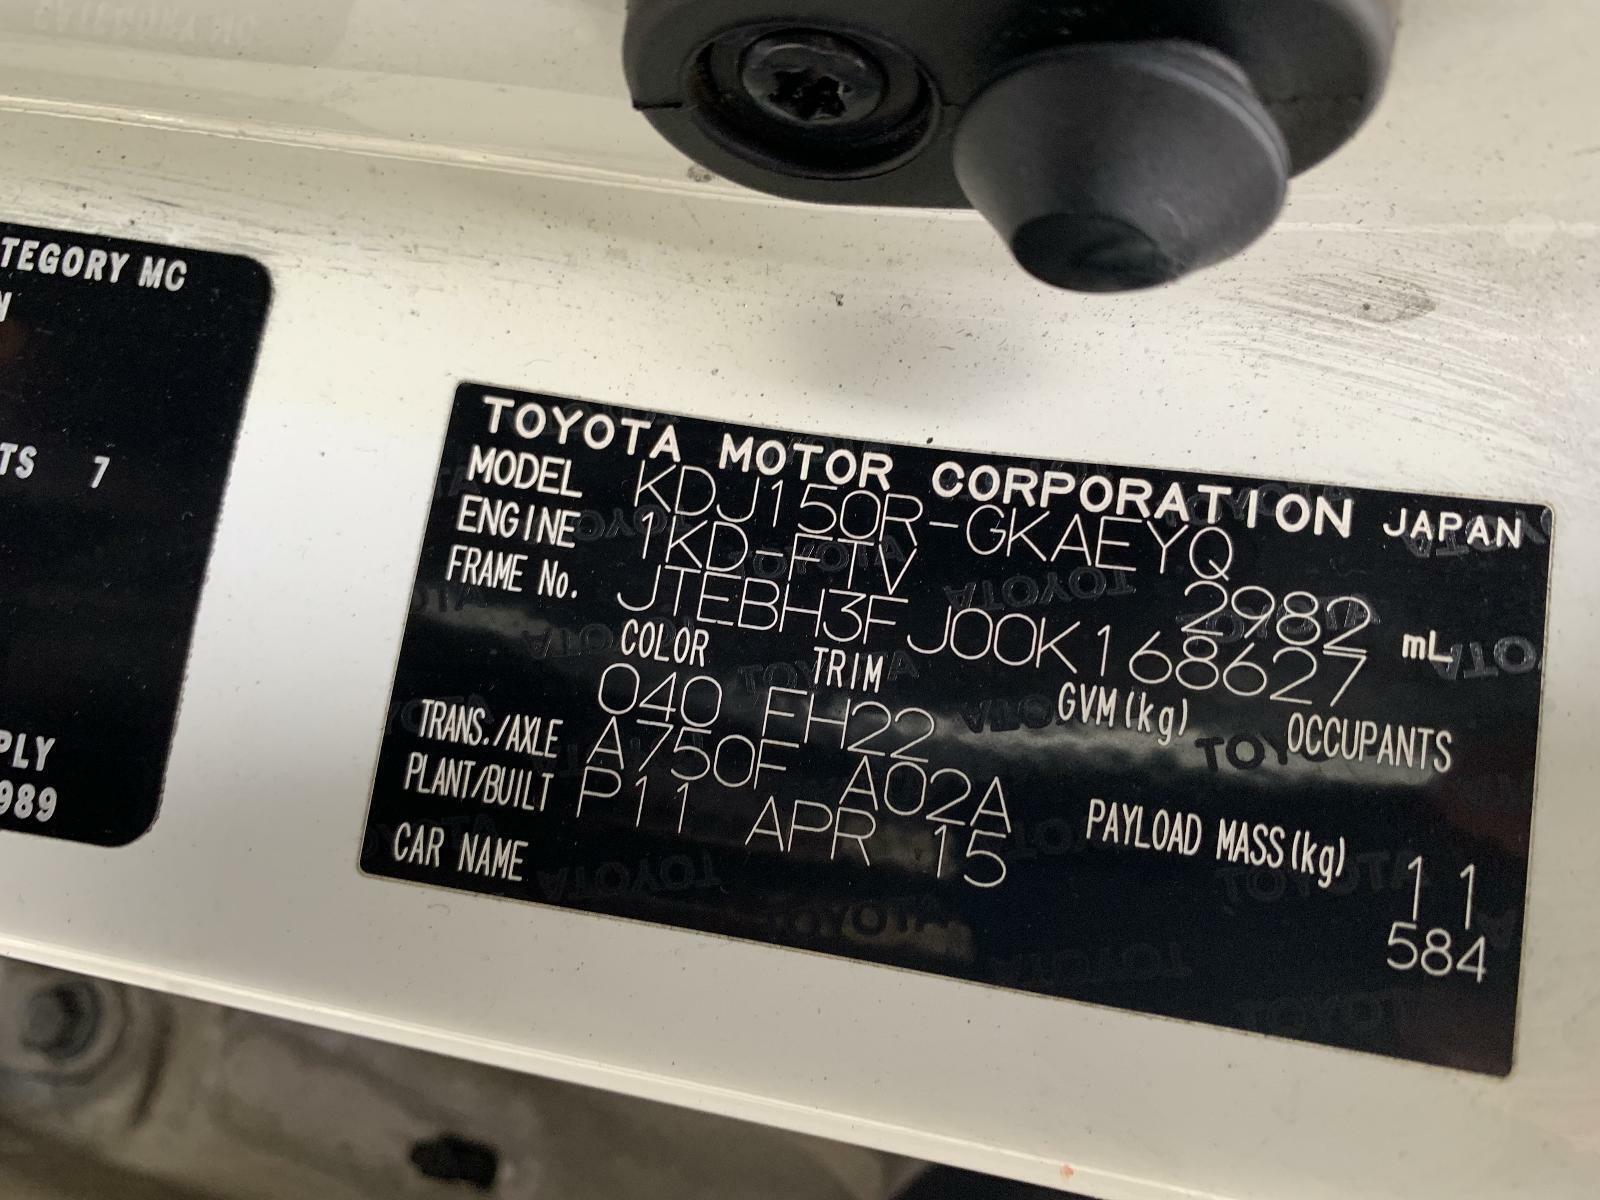 TEGORY MC
N
TS 7
PLY
989
TOYOTA MOTOR CORPORATION JAPAN
MODEL KDJ150R-GKAEYQ
ENGINE 1KD-FTV 2982 mL
FRAME No. JTEBH3FJ00K168627
COLOR TRIM GVM(kg) OCCUPANTS
040 FH22
TRANS./AXLE A750F A02A
PLANT/BUILT P11 APR 15 PAYLOAD MASS(kg) 11
584
CAR NAME